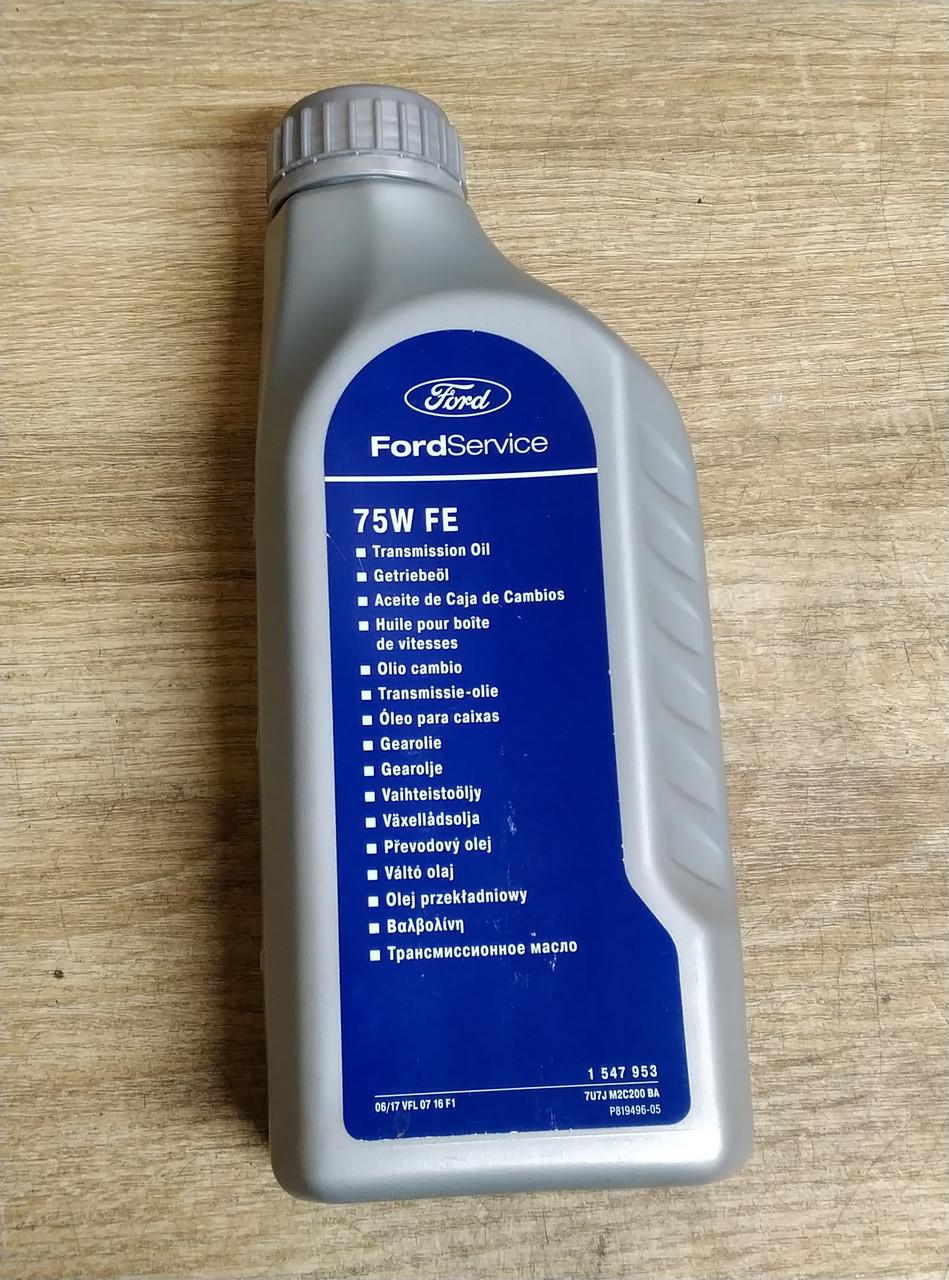 Ford
FordService
75W FE
Transmission Oil
Getriebeöl
Aceite de Caja de Cambios
Huile pour boîte
de vitesses
Olio cambio
Transmissie-olie
Óleo para caixas
Gearolie
Gearolje
Vaihteistoöljy
Växellådsolja
Převodový olej
Váltó olaj
Olej przekładniowy
Βαλβολίνη
Трансмиссионное масло
1 547 953
06/17 VFL 07 16 F1
7U7J M2C200 BA
P819496-05